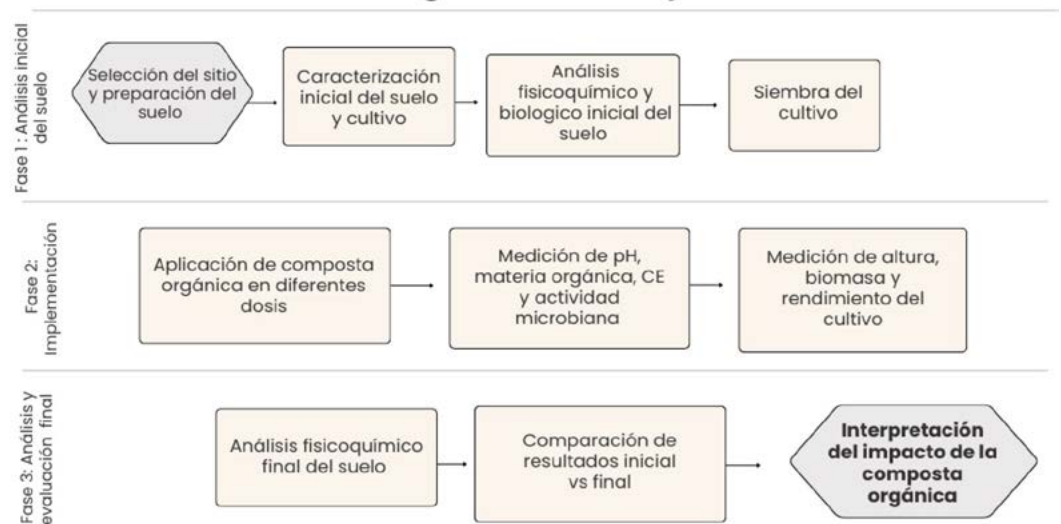 Fase 1 : Análisis inicial
del suelo
Selección del sitio
y preparación del
suelo
Caracterización
inicial del suelo
y cultivo
Análisis
fisicoquímico y
biologico inicial del
suelo
Siembra del
cultivo
Fase 2:
Implementación
Aplicación de composta
orgánica en diferentes
dosis
Medición de pH,
materia orgánica, CE
y actividad
microbiana
Medición de altura,
biomasa y
rendimiento del
cultivo
Fase 3: Análisis y
evaluación final
Análisis fisicoquímico
final del suelo
Comparación de
resultados inicial
vs final
Interpretación
del impacto de la
composta
orgánica